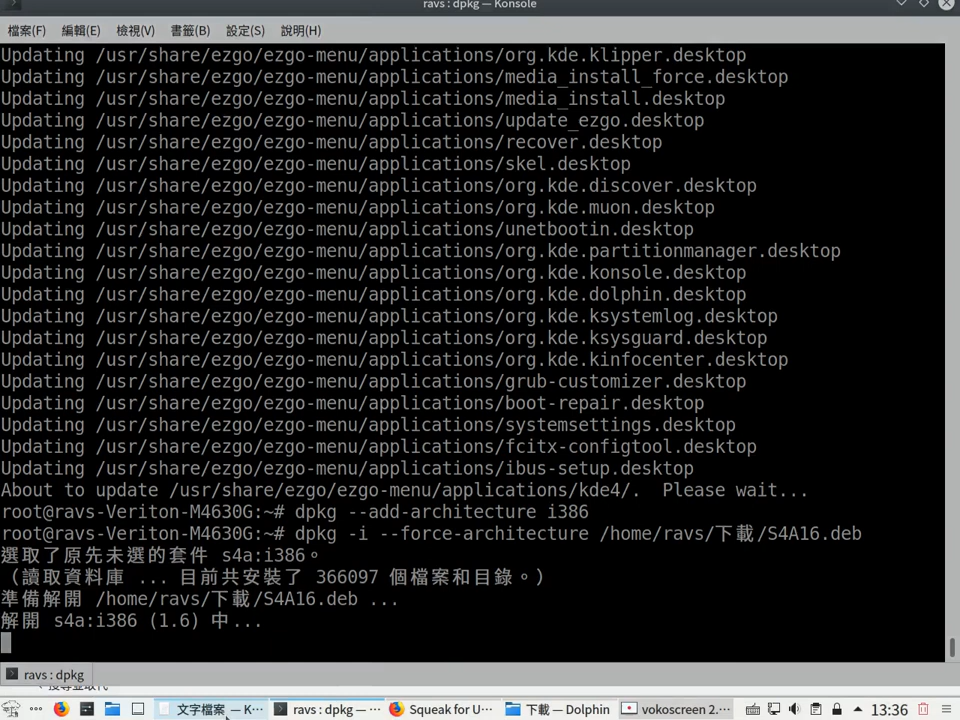 ravs : dpkg — Konsole
檔案(F) 編輯(E) 檢視(V) 書籤(B) 設定(S) 說明(H)
Updating /usr/share/ezgo/ezgo-menu/applications/org.kde.klipper.desktop
Updating /usr/share/ezgo/ezgo-menu/applications/media_install_force.desktop
Updating /usr/share/ezgo/ezgo-menu/applications/media_install.desktop
Updating /usr/share/ezgo/ezgo-menu/applications/update_ezgo.desktop
Updating /usr/share/ezgo/ezgo-menu/applications/recover.desktop
Updating /usr/share/ezgo/ezgo-menu/applications/skel.desktop
Updating /usr/share/ezgo/ezgo-menu/applications/org.kde.discover.desktop
Updating /usr/share/ezgo/ezgo-menu/applications/org.kde.muon.desktop
Updating /usr/share/ezgo/ezgo-menu/applications/unetbootin.desktop
Updating /usr/share/ezgo/ezgo-menu/applications/org.kde.partitionmanager.desktop
Updating /usr/share/ezgo/ezgo-menu/applications/org.kde.konsole.desktop
Updating /usr/share/ezgo/ezgo-menu/applications/org.kde.dolphin.desktop
Updating /usr/share/ezgo/ezgo-menu/applications/org.kde.ksystemlog.desktop
Updating /usr/share/ezgo/ezgo-menu/applications/org.kde.ksysguard.desktop
Updating /usr/share/ezgo/ezgo-menu/applications/org.kde.kinfocenter.desktop
Updating /usr/share/ezgo/ezgo-menu/applications/grub-customizer.desktop
Updating /usr/share/ezgo/ezgo-menu/applications/boot-repair.desktop
Updating /usr/share/ezgo/ezgo-menu/applications/systemsettings.desktop
Updating /usr/share/ezgo/ezgo-menu/applications/fcitx-configtool.desktop
Updating /usr/share/ezgo/ezgo-menu/applications/ibus-setup.desktop
About to update /usr/share/ezgo/ezgo-menu/applications/kde4/.  Please wait...
root@ravs-Veriton-M4630G:~# dpkg --add-architecture i386
root@ravs-Veriton-M4630G:~# dpkg -i --force-architecture /home/ravs/下載/S4A16.deb
選取了原先未選的套件 s4a:i386。
（讀取資料庫 ... 目前共安裝了 366097 個檔案和目錄。）
準備解開 /home/ravs/下載/S4A16.deb ...
解開 s4a:i386 (1.6) 中...
ravs : dpkg
搜尋並取代
文字檔案 — K··· ravs : dpkg — ··· Squeak for U··· 下載 — Dolphin vokoscreen 2.··· 13:36